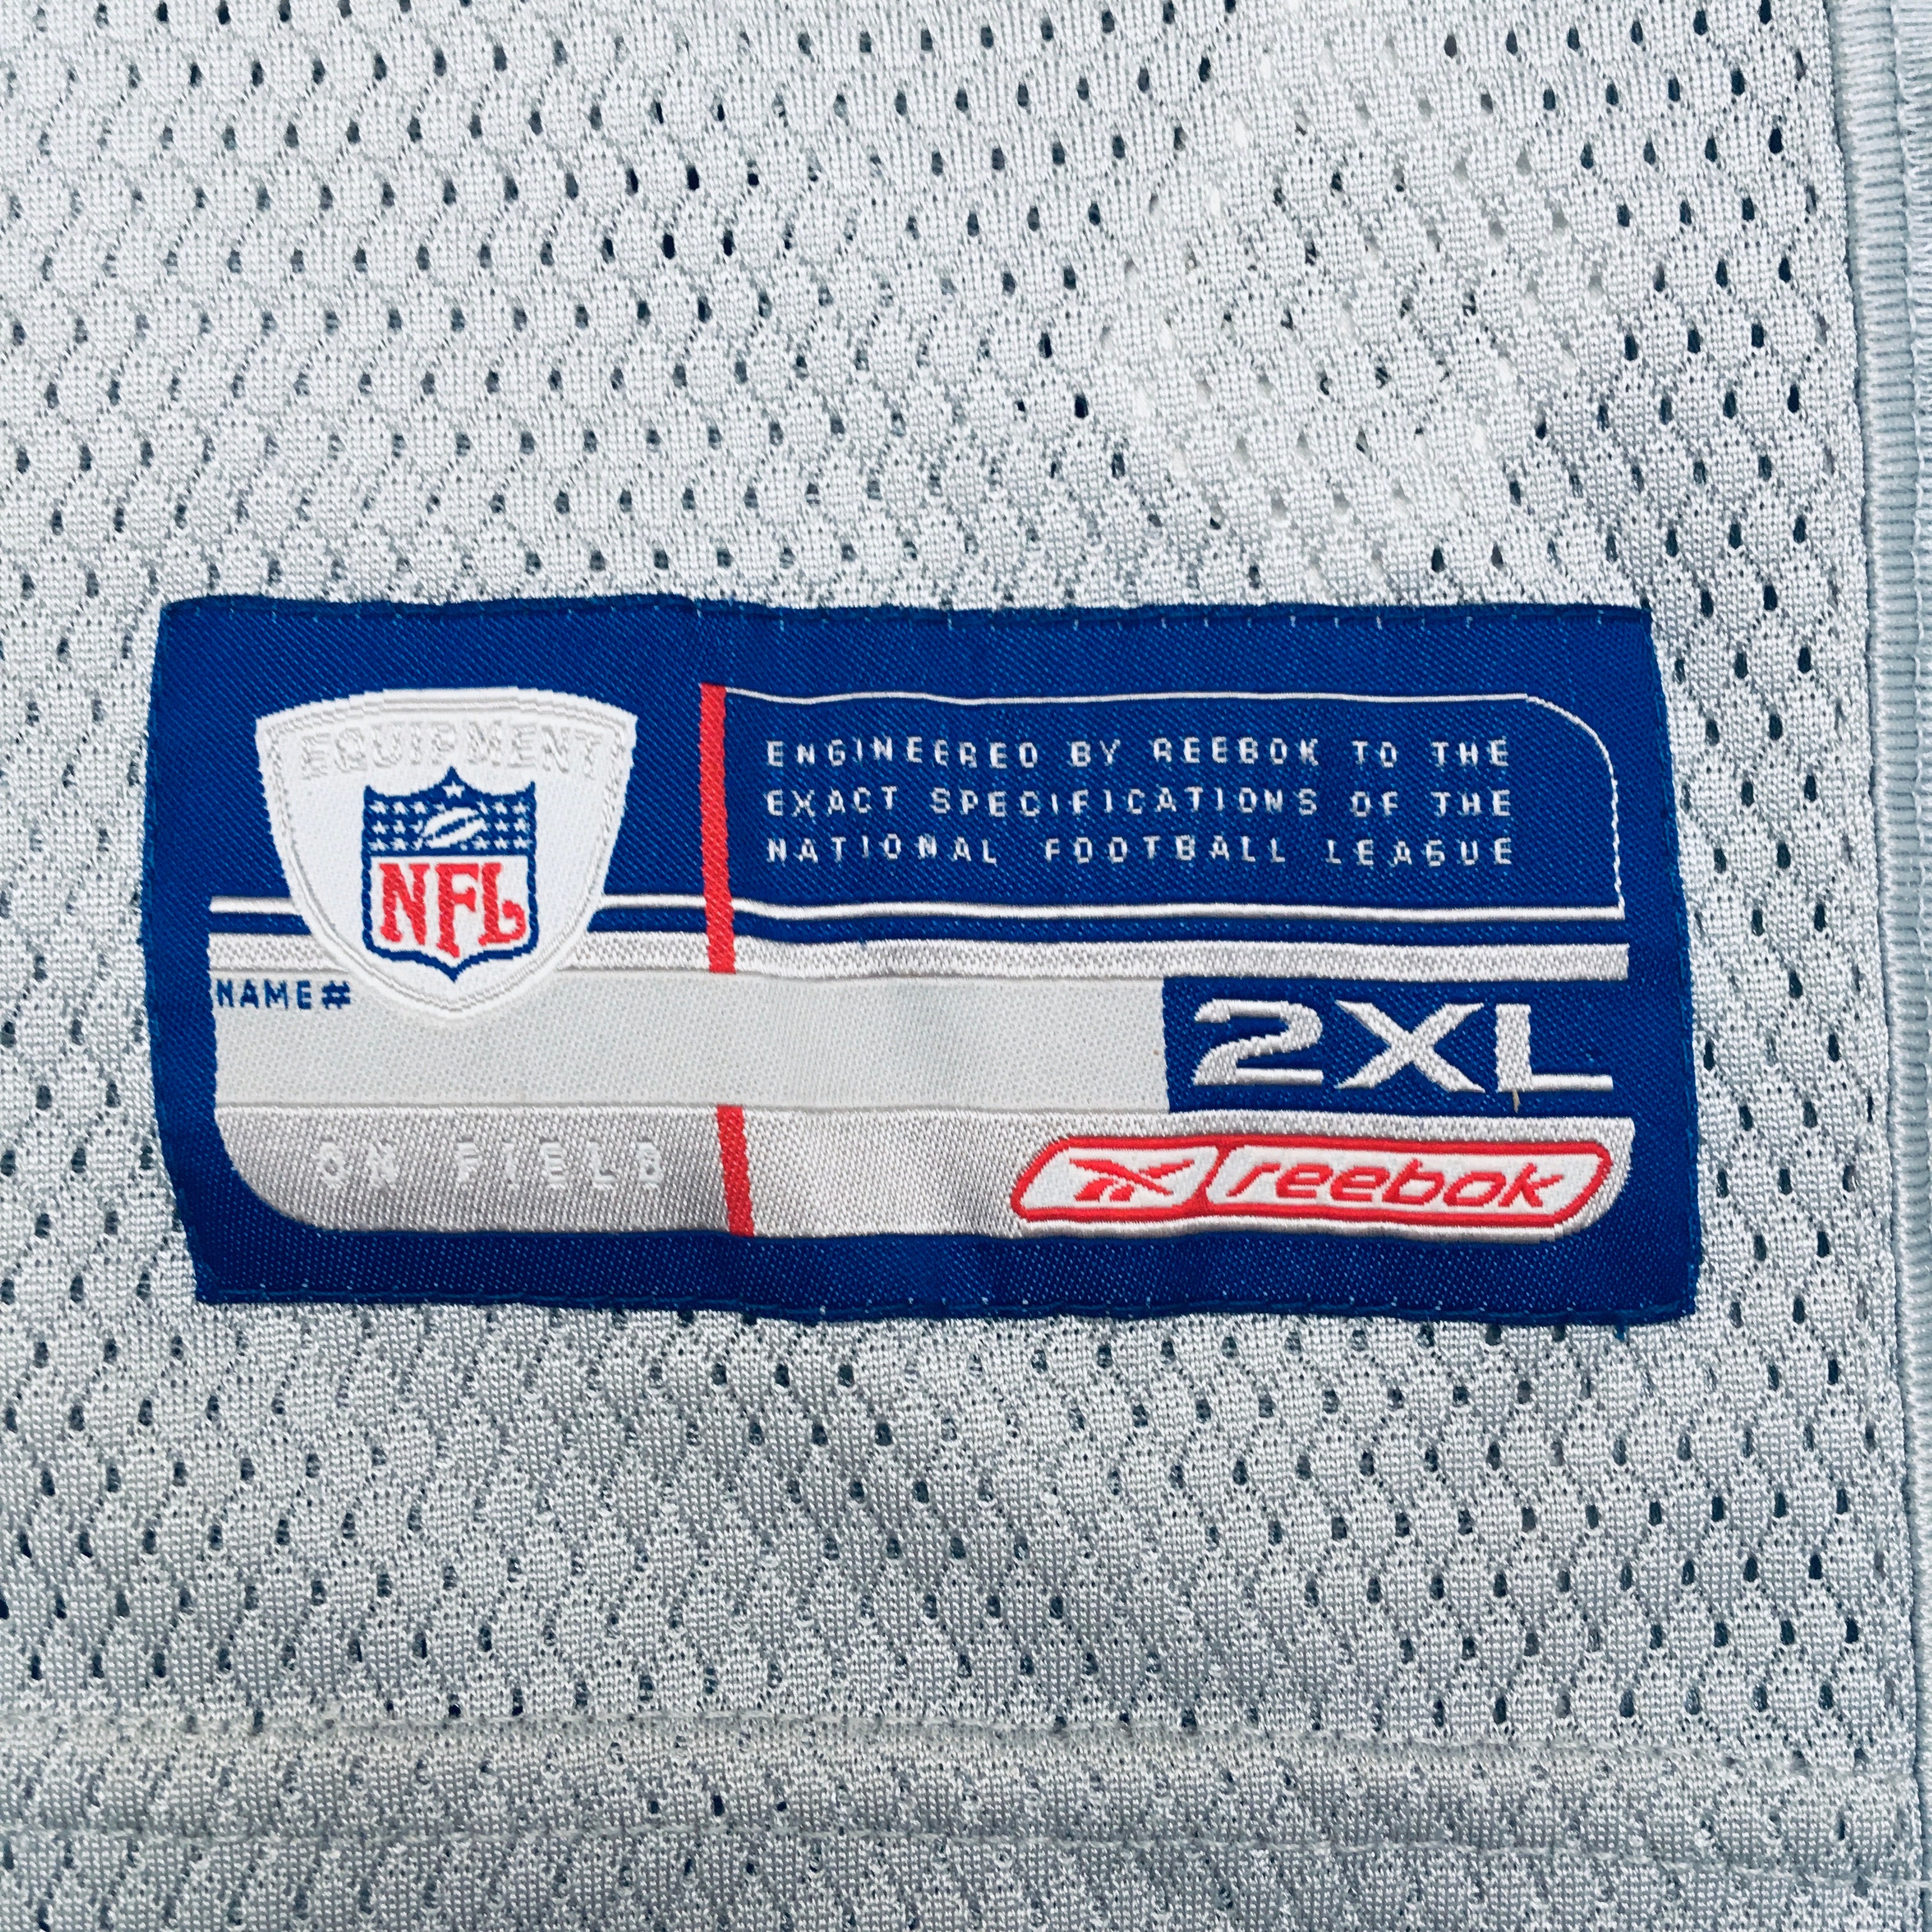 EQUIPMENT
NFL
ENGINEERED BY REEBOK TO THE
EXACT SPECIFICATIONS OF THE
NATIONAL FOOTBALL LEAGUE
NAME#
2XL
ON FIELD
reebok